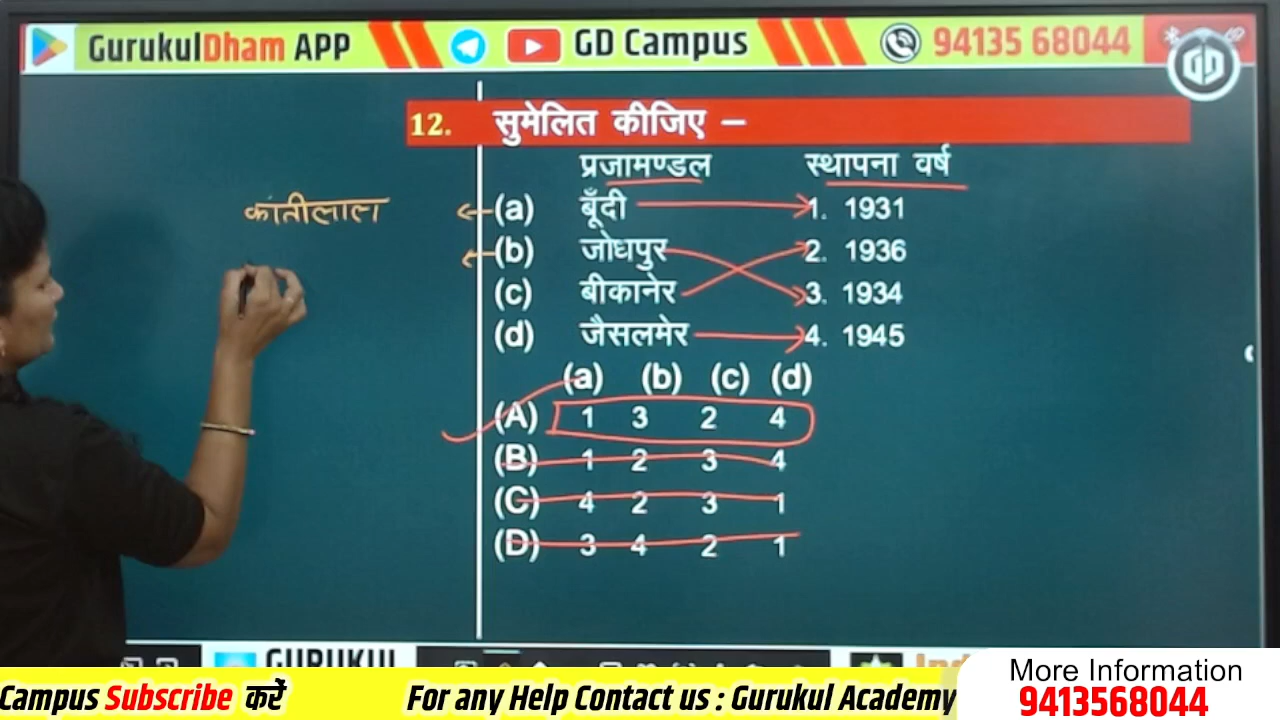 GurukulDham APP GD Campus 94135 68044
12. सुमेलित कीजिए –
प्रजामण्डल स्थापना वर्ष
कांतीलाल (a) बूँदी 1. 1931
(b) जोधपुर 2. 1936
(c) बीकानेर 3. 1934
(d) जैसलमेर 4. 1945
(a) (b) (c) (d)
(A) 1 3 2 4
(B) 1 2 3 4
(C) 4 2 3 1
(D) 3 4 2 1
GURUKUL
Campus Subscribe करें For any Help Contact us : Gurukul Academy
More Information
9413568044